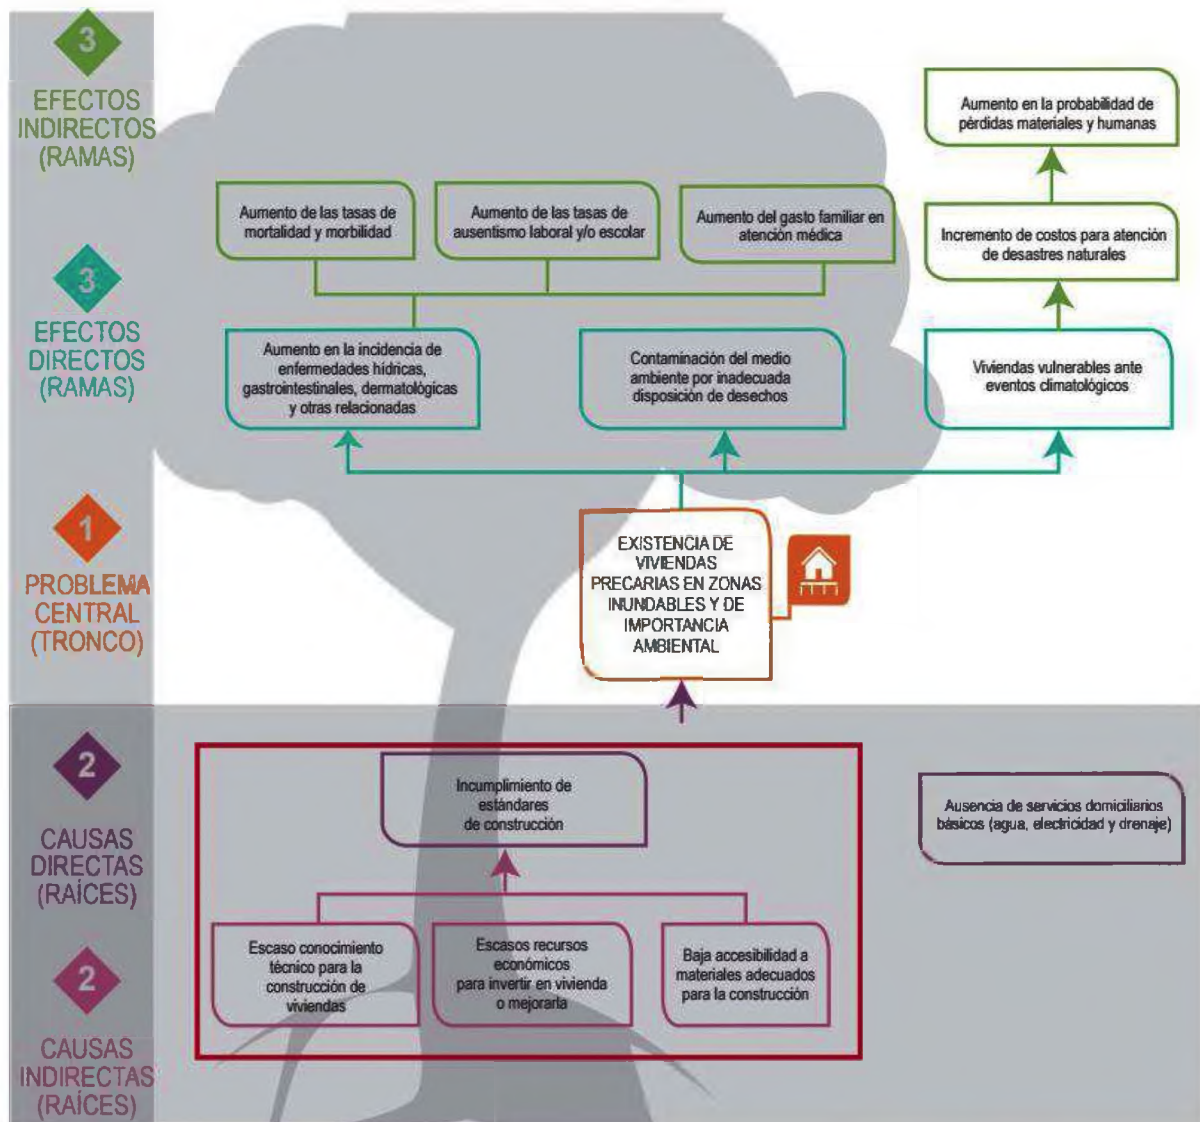 3
EFECTOS
INDIRECTOS
(RAMAS)
Aumento en la probabilidad de
pérdidas materiales y humanas
Aumento de las tasas de
mortalidad y morbilidad
Aumento de las tasas de
ausentismo laboral y/o escolar
Aumento del gasto familiar en
atención médica
Incremento de costos para atención
de desastres naturales
3
EFECTOS
DIRECTOS
(RAMAS)
Aumento en la incidencia de
enfermedades hídricas,
gastrointestinales, dermatológicas
y otras relacionadas
Contaminación del medio
ambiente por inadecuada
disposición de desechos
Viviendas vulnerables ante
eventos climatológicos
1
PROBLEMA
CENTRAL
(TRONCO)
EXISTENCIA DE
VIVIENDAS
PRECARIAS EN ZONAS
INUNDABLES Y DE
IMPORTANCIA
AMBIENTAL
2
CAUSAS
DIRECTAS
(RAÍCES)
Incumplimiento de
estándares
de construcción
Ausencia de servicios domiciliarios
básicos (agua, electricidad y drenaje)
2
CAUSAS
INDIRECTAS
(RAÍCES)
Escaso conocimiento
técnico para la
construcción de
viviendas
Escasos recursos
económicos
para invertir en vivienda
o mejorarla
Baja accesibilidad a
materiales adecuados
para la construcción